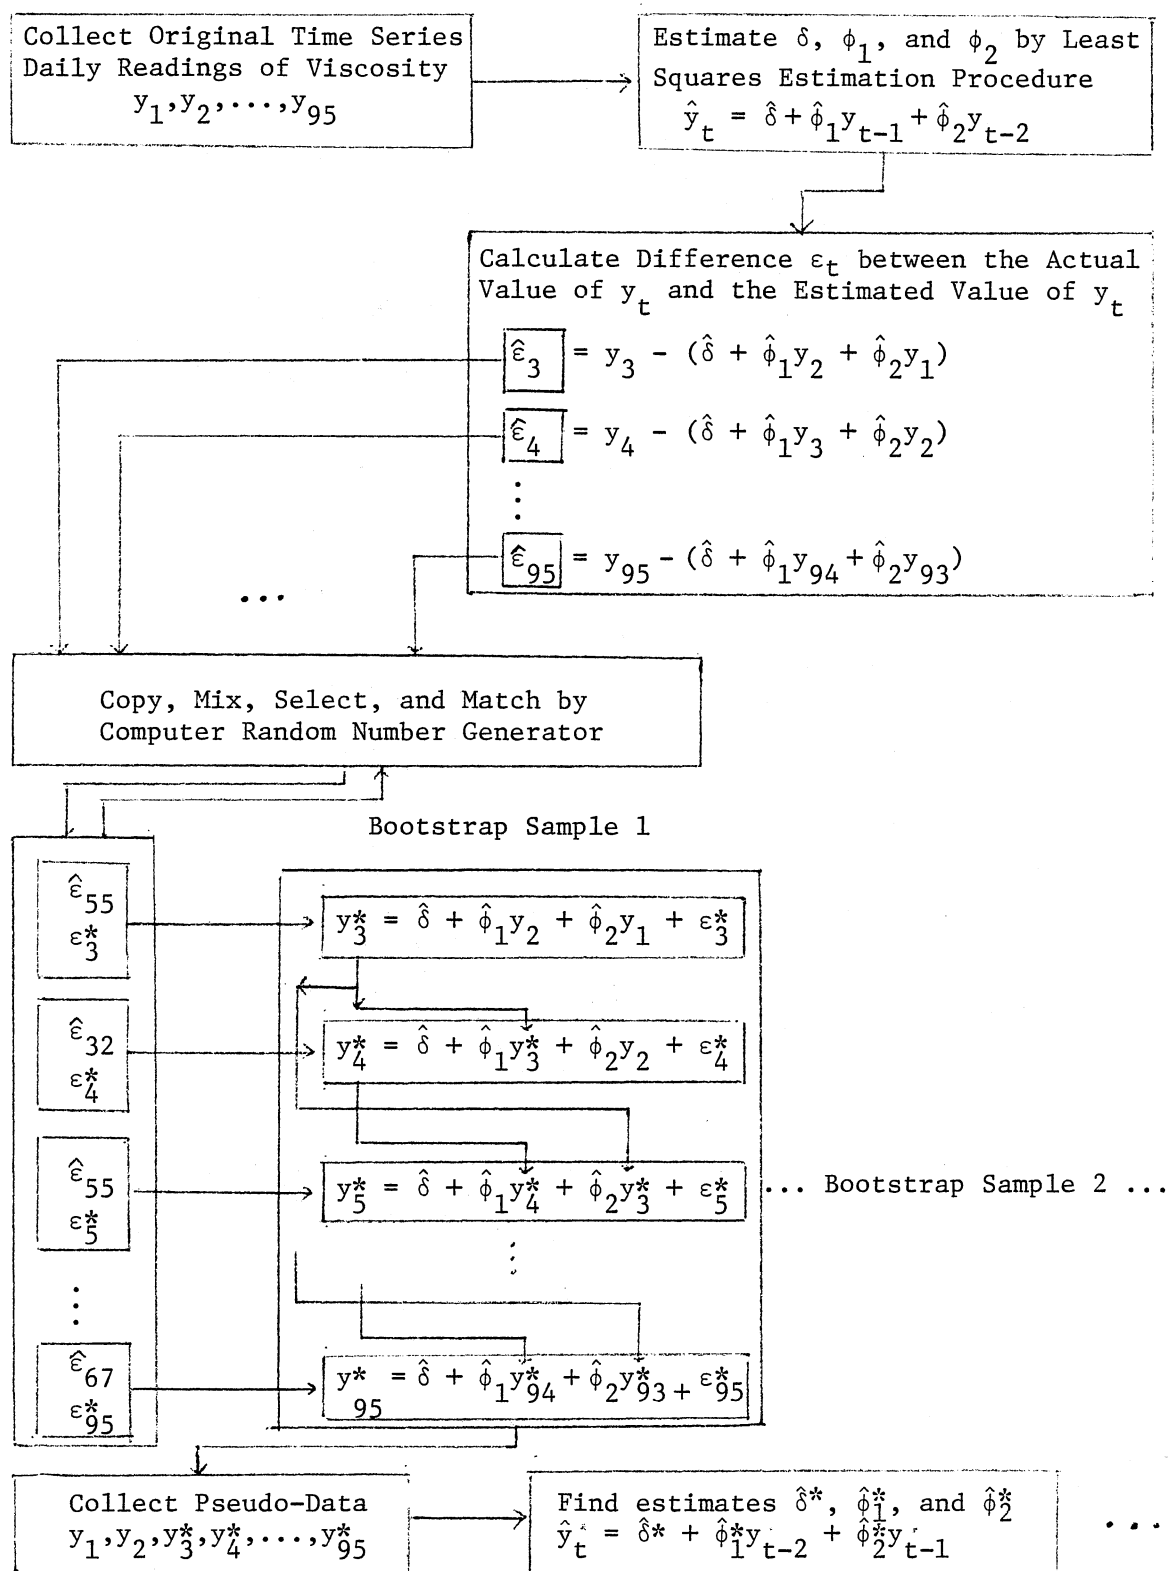 Collect Original Time Series
Daily Readings of Viscosity
y₁,y₂,...,y₉₅
Estimate δ, ϕ₁, and ϕ₂ by Least
Squares Estimation Procedure
ŷₜ = δ̂ + ϕ̂₁yₜ₋₁ + ϕ̂₂yₜ₋₂
Calculate Difference εₜ between the Actual
Value of yₜ and the Estimated Value of yₜ
ε̂₃ = y₃ - (δ̂ + ϕ̂₁y₂ + ϕ̂₂y₁)
ε̂₄ = y₄ - (δ̂ + ϕ̂₁y₃ + ϕ̂₂y₂)
⋮
ε̂₉₅ = y₉₅ - (δ̂ + ϕ̂₁y₉₄ + ϕ̂₂y₉₃)
...
Copy, Mix, Select, and Match by
Computer Random Number Generator
Bootstrap Sample 1
ε̂₅₅
ε*₃
y*₃ = δ̂ + ϕ̂₁y₂ + ϕ̂₂y₁ + ε*₃
ε̂₃₂
ε*₄
y*₄ = δ̂ + ϕ̂₁y*₃ + ϕ̂₂y₂ + ε*₄
ε̂₅₅
ε*₅
y*₅ = δ̂ + ϕ̂₁y*₄ + ϕ̂₂y*₃ + ε*₅
... Bootstrap Sample 2 ...
⋮
⋮
ε̂₆₇
ε*₉₅
y*₉₅ = δ̂ + ϕ̂₁y*₉₄ + ϕ̂₂y*₉₃ + ε*₉₅
Collect Pseudo-Data
y₁,y₂,y*₃,y*₄,...,y*₉₅
Find estimates δ̂*, ϕ̂*₁, and ϕ̂*₂
ŷ*ₜ = δ̂* + ϕ̂*₁yₜ₋₂ + ϕ̂*₂yₜ₋₁
...